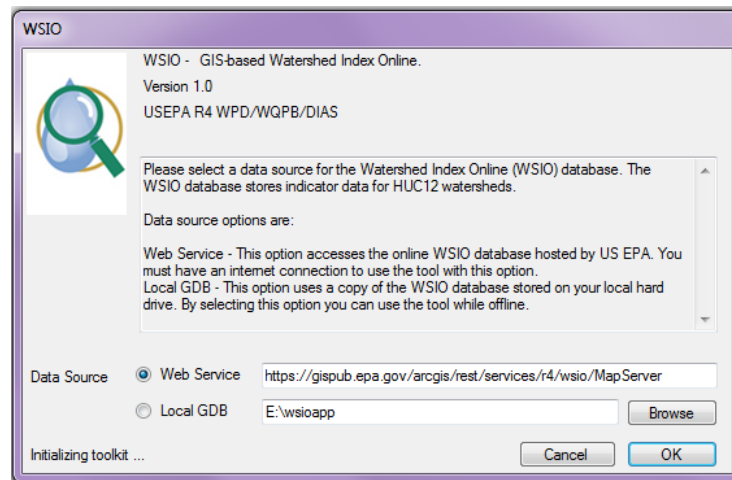 WSIO
WSIO - GIS-based Watershed Index Online.
Version 1.0
USEPA R4 WPD/WQPB/DIAS
Please select a data source for the Watershed Index Online (WSIO) database. The
WSIO database stores indicator data for HUC12 watersheds.
Data source options are:
Web Service - This option accesses the online WSIO database hosted by US EPA. You
must have an internet connection to use the tool with this option.
Local GDB - This option uses a copy of the WSIO database stored on your local hard
drive. By selecting this option you can use the tool while offline.
Data Source Web Service https://gispub.epa.gov/arcgis/rest/services/r4/wsio/MapServer
Local GDB E:\wsioapp Browse
Initializing toolkit ... Cancel OK